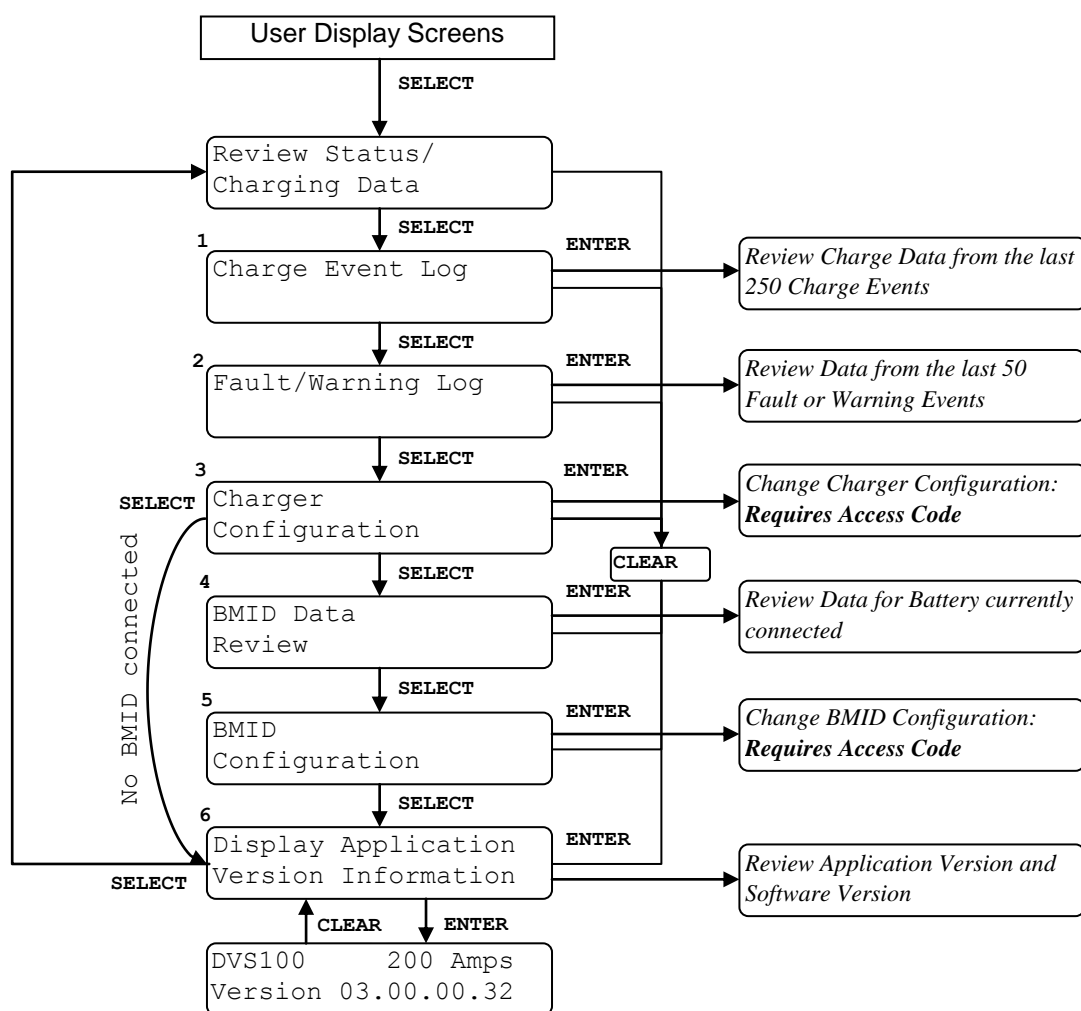 User Display Screens
SELECT
Review Status/
Charging Data
SELECT
1
ENTER
Charge Event Log
Review Charge Data from the last
250 Charge Events
SELECT
2
ENTER
Fault/Warning Log
Review Data from the last 50
Fault or Warning Events
SELECT
3
ENTER
SELECT
Charger
Configuration
Change Charger Configuration:
Requires Access Code
No BMID connected
CLEAR
SELECT
4
ENTER
BMID Data
Review
Review Data for Battery currently
connected
SELECT
5
ENTER
BMID
Configuration
Change BMID Configuration:
Requires Access Code
SELECT
6
ENTER
Display Application
Version Information
SELECT
Review Application Version and
Software Version
CLEAR
ENTER
DVS100 200 Amps
Version 03.00.00.32